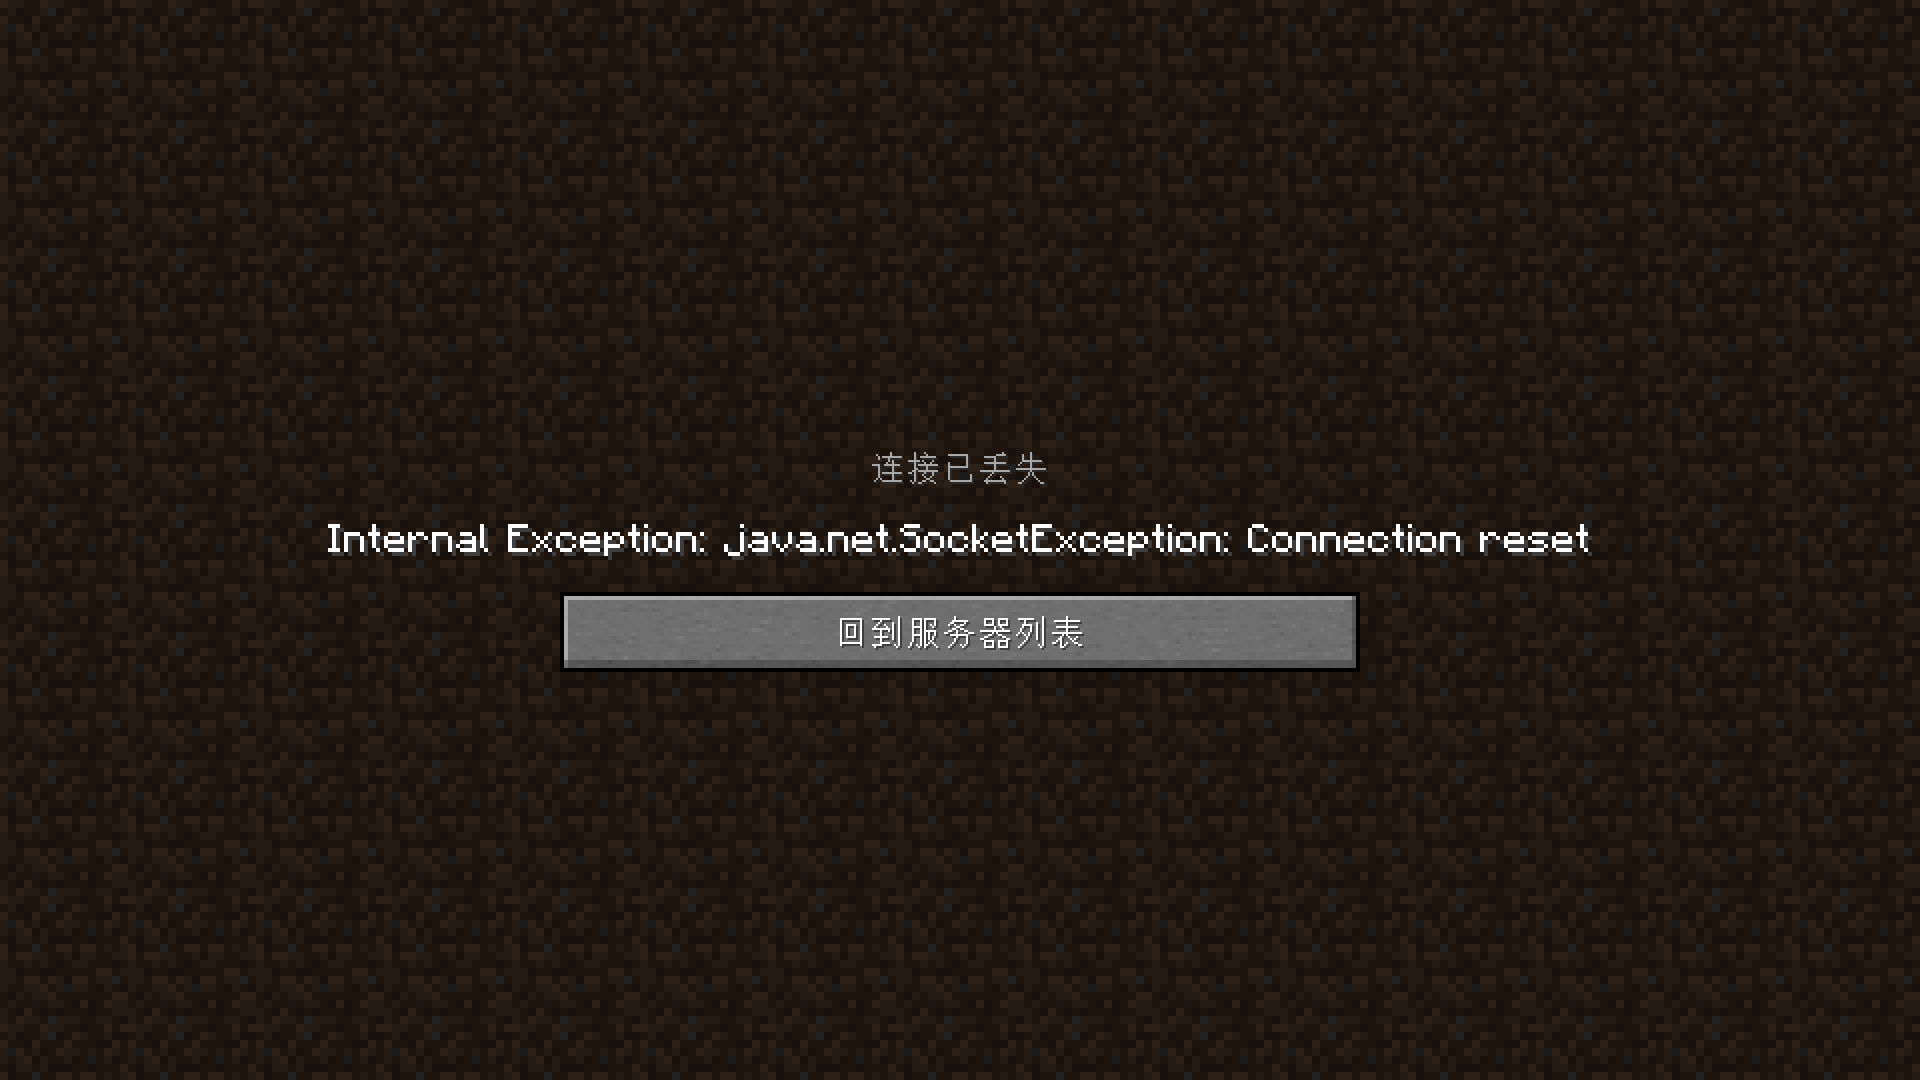 连接已丢失
Internal Exception: java.net.SocketException: Connection reset
回到服务器列表